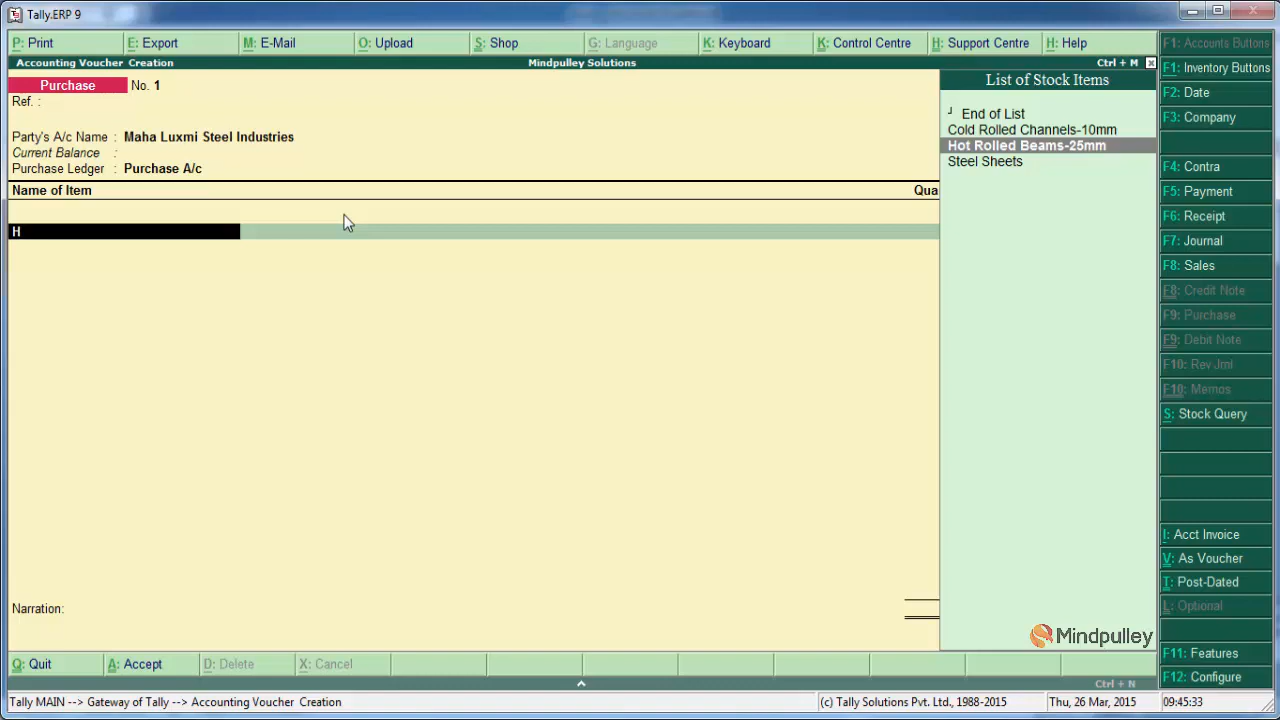 Tally.ERP 9
P: Print E: Export M: E-Mail O: Upload S: Shop G: Language K: Keyboard K: Control Centre H: Support Centre H: Help
Accounting Voucher Creation Mindpulley Solutions Ctrl + M
Purchase No. 1
Ref. :
Party's A/c Name : Maha Luxmi Steel Industries
Current Balance :
Purchase Ledger : Purchase A/c
Name of Item Qua
H
List of Stock Items
End of List
Cold Rolled Channels-10mm
Hot Rolled Beams-25mm
Steel Sheets
Narration:
Mindpulley
F1: Accounts Buttons
F1: Inventory Buttons
F2: Date
F3: Company
F4: Contra
F5: Payment
F6: Receipt
F7: Journal
F8: Sales
F8: Credit Note
F9: Purchase
F9: Debit Note
F10: Rev Jrnl
F10: Memos
S: Stock Query
I: Acct Invoice
V: As Voucher
T: Post-Dated
L: Optional
F11: Features
F12: Configure
Q: Quit A: Accept D: Delete X: Cancel
Ctrl + N
Tally MAIN --> Gateway of Tally --> Accounting Voucher Creation (c) Tally Solutions Pvt. Ltd., 1988-2015 Thu, 26 Mar, 2015 09:45:33